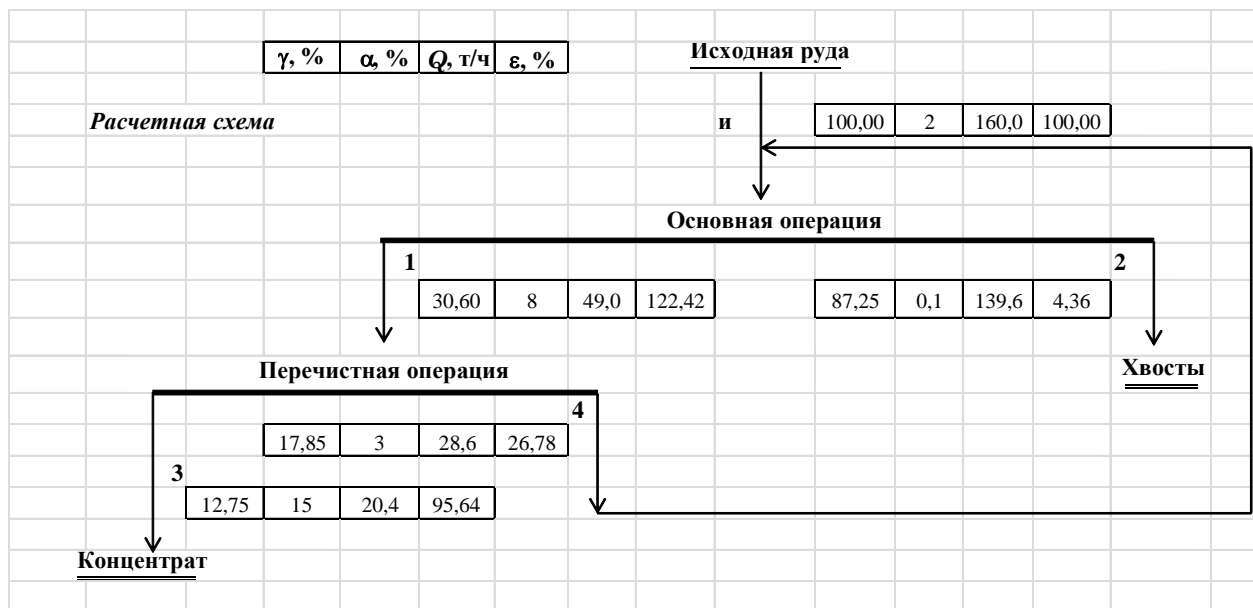 γ, % α, % Q, т/ч ε, % Исходная руда
Расчетная схема и 100,00 2 160,0 100,00
Основная операция
1 2
30,60 8 49,0 122,42 87,25 0,1 139,6 4,36
Перечистная операция Хвосты
4
17,85 3 28,6 26,78
3
12,75 15 20,4 95,64
Концентрат